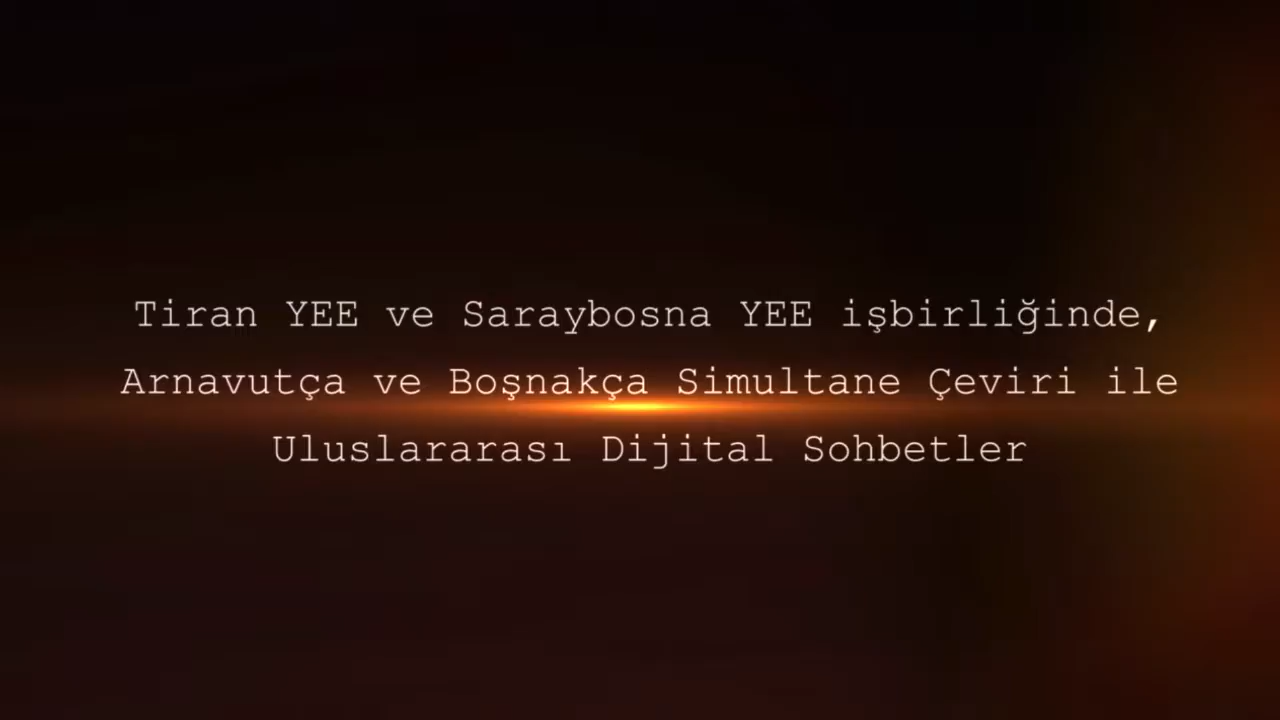 Tiran YEE ve Saraybosna YEE işbirliğinde,
Arnavutça ve Boşnakça Simultane Çeviri ile
Uluslararası Dijital Sohbetler